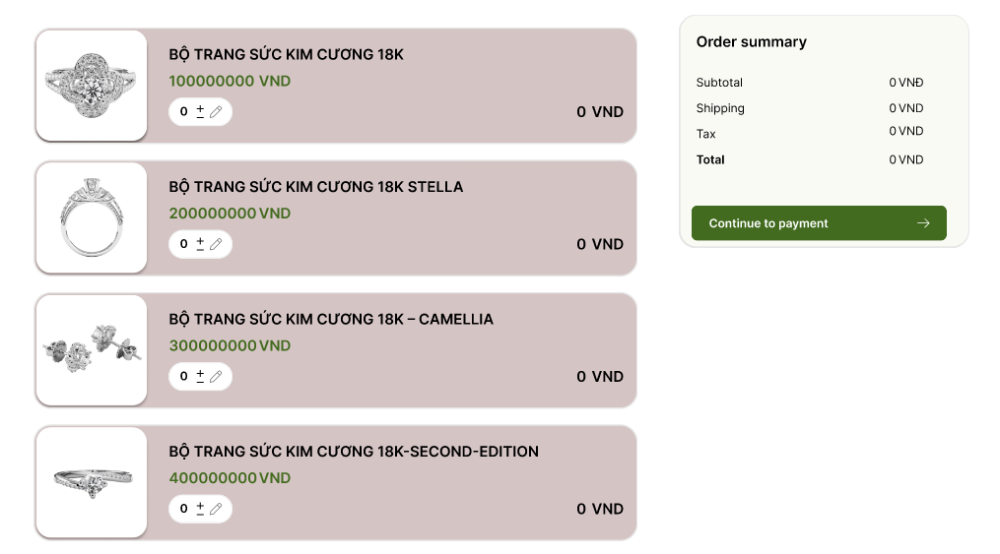 BỘ TRANG SỨC KIM CƯƠNG 18K
100000000 VND
0 +
–
0 VND
BỘ TRANG SỨC KIM CƯƠNG 18K STELLA
200000000 VND
0 +
–
0 VND
BỘ TRANG SỨC KIM CƯƠNG 18K – CAMELLIA
300000000 VND
0 +
–
0 VND
BỘ TRANG SỨC KIM CƯƠNG 18K-SECOND-EDITION
400000000 VND
0 +
–
0 VND
Order summary
Subtotal 0 VNĐ
Shipping 0 VND
Tax 0 VND
Total 0 VND
Continue to payment →